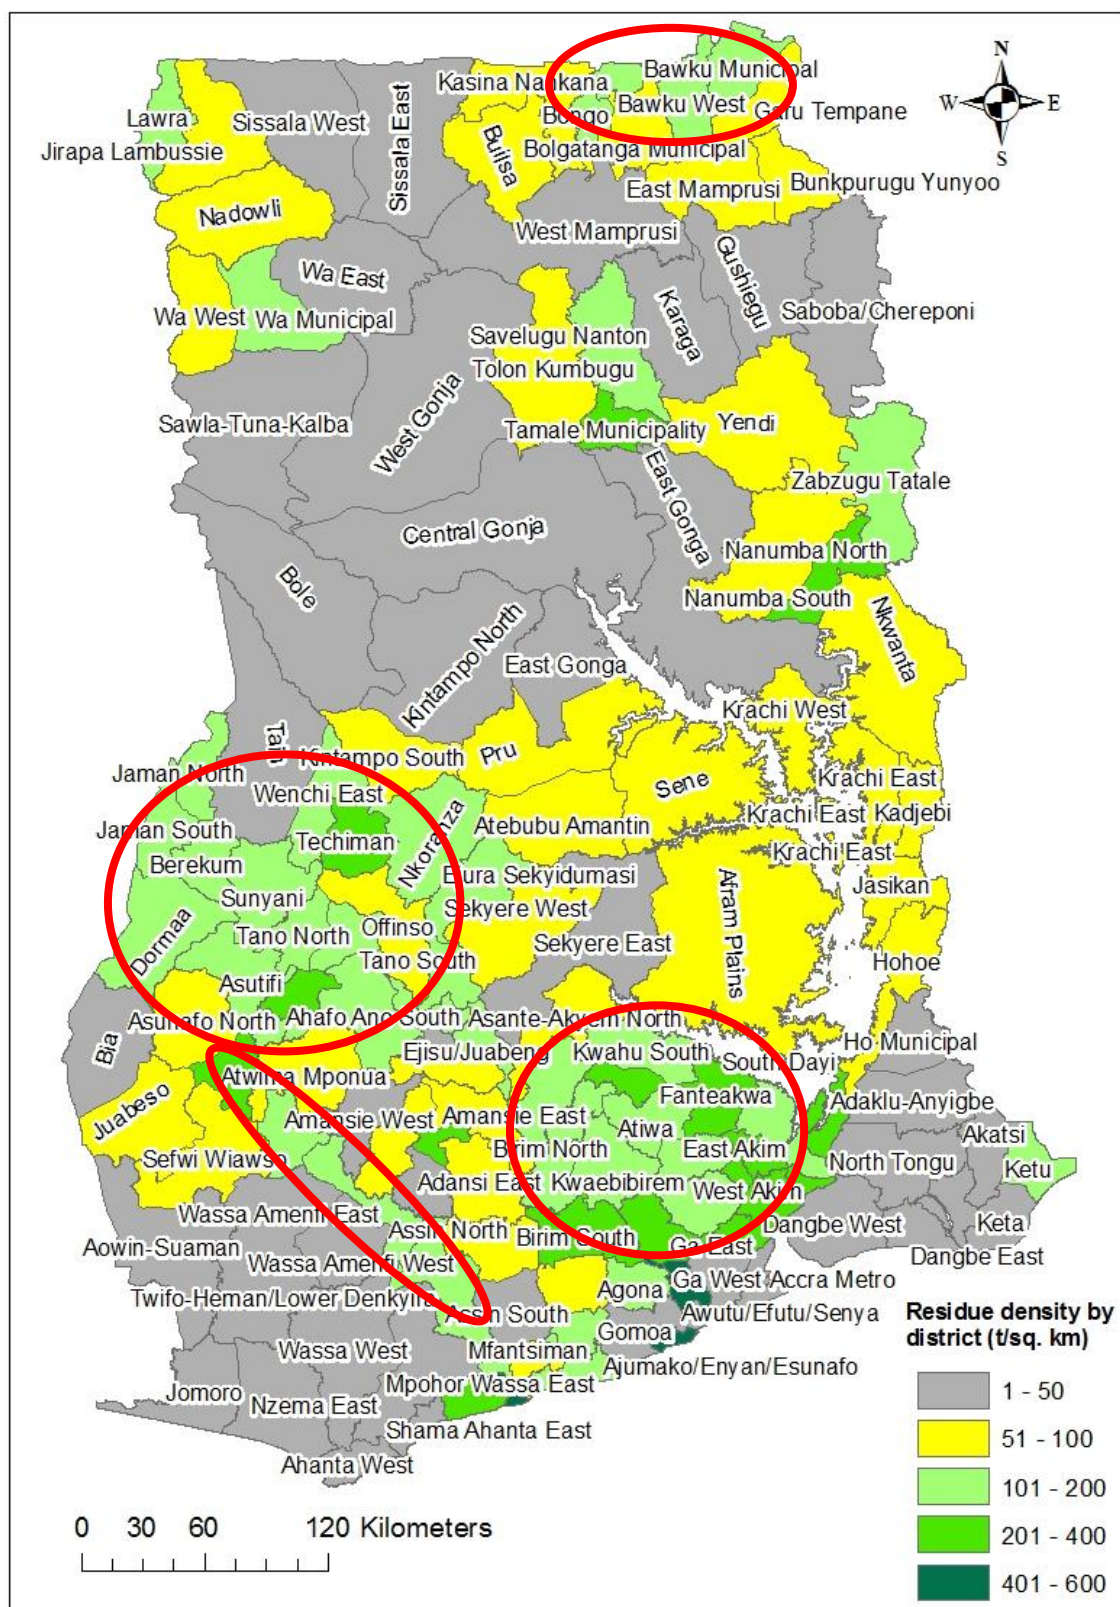 N
W
E
S
Kasina Nankana
Bawku Municipal
Bawku West
Garu Tempane
Lawra
Sissala West
Sissala East
Bongo
Jirapa Lambussie
Builsa
Bolgatanga Municipal
East Mamprusi
Bunkpurugu Yunyoo
Nadowli
West Mamprusi
Gushiegu
Wa East
Karaga
Saboba/Chereponi
Wa West
Wa Municipal
Savelugu Nanton
Tolon Kumbugu
West Gonja
Sawla-Tuna-Kalba
Tamale Municipality
Yendi
East Gonga
Zabzugu Tatale
Central Gonja
Nanumba North
Bole
Nanumba South
Nkwanta
Kintampo North
East Gonga
Krachi West
Tain
Kintampo South
Pru
Jaman North
Sene
Krachi East
Wenchi East
Krachi East
Kadjebi
Jaman South
Techiman
Nkoranza
Atebubu Amantin
Krachi East
Berekum
Ejura Sekyidumasi
Jasikan
Sunyani
Sekyere West
Afram Plains
Dormaa
Tano North
Offinso
Sekyere East
Tano South
Hohoe
Asutifi
Asunafo North
Ahafo Ano South
Asante-Akyem North
Bia
Ejisu/Juabeng
Kwahu South
South Dayi
Ho Municipal
Atwima Mponua
Fanteakwa
Adaklu-Anyigbe
Juabeso
Amansie West
Amansie East
Atiwa
Akatsi
Sefwi Wiawso
Birim North
East Akim
North Tongu
Ketu
Adansi East
Kwaebibirem
West Akim
Wassa Amenfi East
Assin North
Birim South
Dangbe West
Keta
Aowin-Suaman
Wassa Amenfi West
Ga East
Dangbe East
Twifo-Heman/Lower Denkyira
Agona
Ga West
Accra Metro
Assin South
Awutu/Efutu/Senya
Wassa West
Gomoa
Mfantsiman
Ajumako/Enyan/Esunafo
Jomoro
Mpohor Wassa East
Nzema East
Shama Ahanta East
Ahanta West
Residue density by
district (t/sq. km)
1 - 50
51 - 100
101 - 200
201 - 400
401 - 600
0 30 60 120 Kilometers